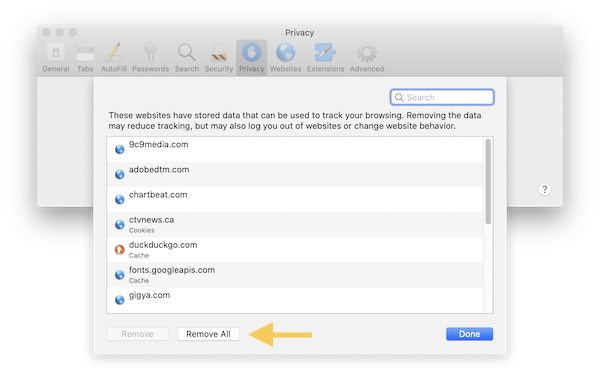 Privacy
General Tabs AutoFill Passwords Search Security Privacy Websites Extensions Advanced
Search
These websites have stored data that can be used to track your browsing. Removing the data
may reduce tracking, but may also log you out of websites or change website behavior.
9c9media.com
adobedtm.com
chartbeat.com
ctvnews.ca
Cookies
duckduckgo.com
Cache
fonts.googleapis.com
Cache
gigya.com
?
Remove Remove All Done